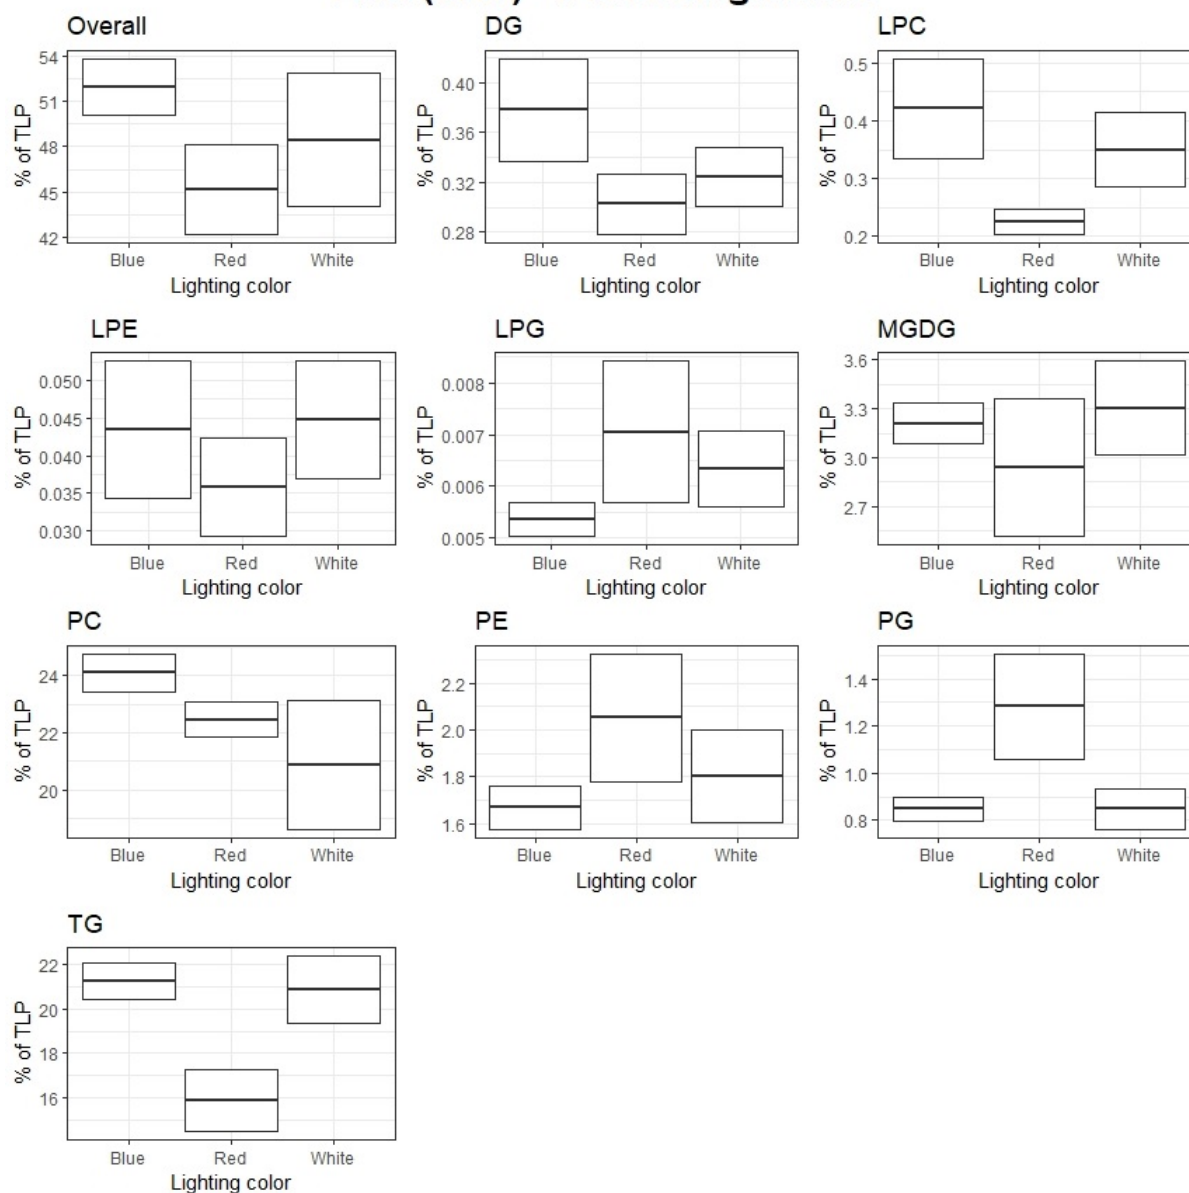 Overall
DG
LPC
% of TLP
54
51
48
45
42
Blue Red White
Lighting color
% of TLP
0.40
0.36
0.32
0.28
Blue Red White
Lighting color
% of TLP
0.5
0.4
0.3
0.2
Blue Red White
Lighting color
LPE
LPG
MGDG
% of TLP
0.050
0.045
0.040
0.035
0.030
Blue Red White
Lighting color
% of TLP
0.008
0.007
0.006
0.005
Blue Red White
Lighting color
% of TLP
3.6
3.3
3.0
2.7
Blue Red White
Lighting color
PC
PE
PG
% of TLP
24
22
20
Blue Red White
Lighting color
% of TLP
2.2
2.0
1.8
1.6
Blue Red White
Lighting color
% of TLP
1.4
1.2
1.0
0.8
Blue Red White
Lighting color
TG
% of TLP
22
20
18
16
Blue Red White
Lighting color